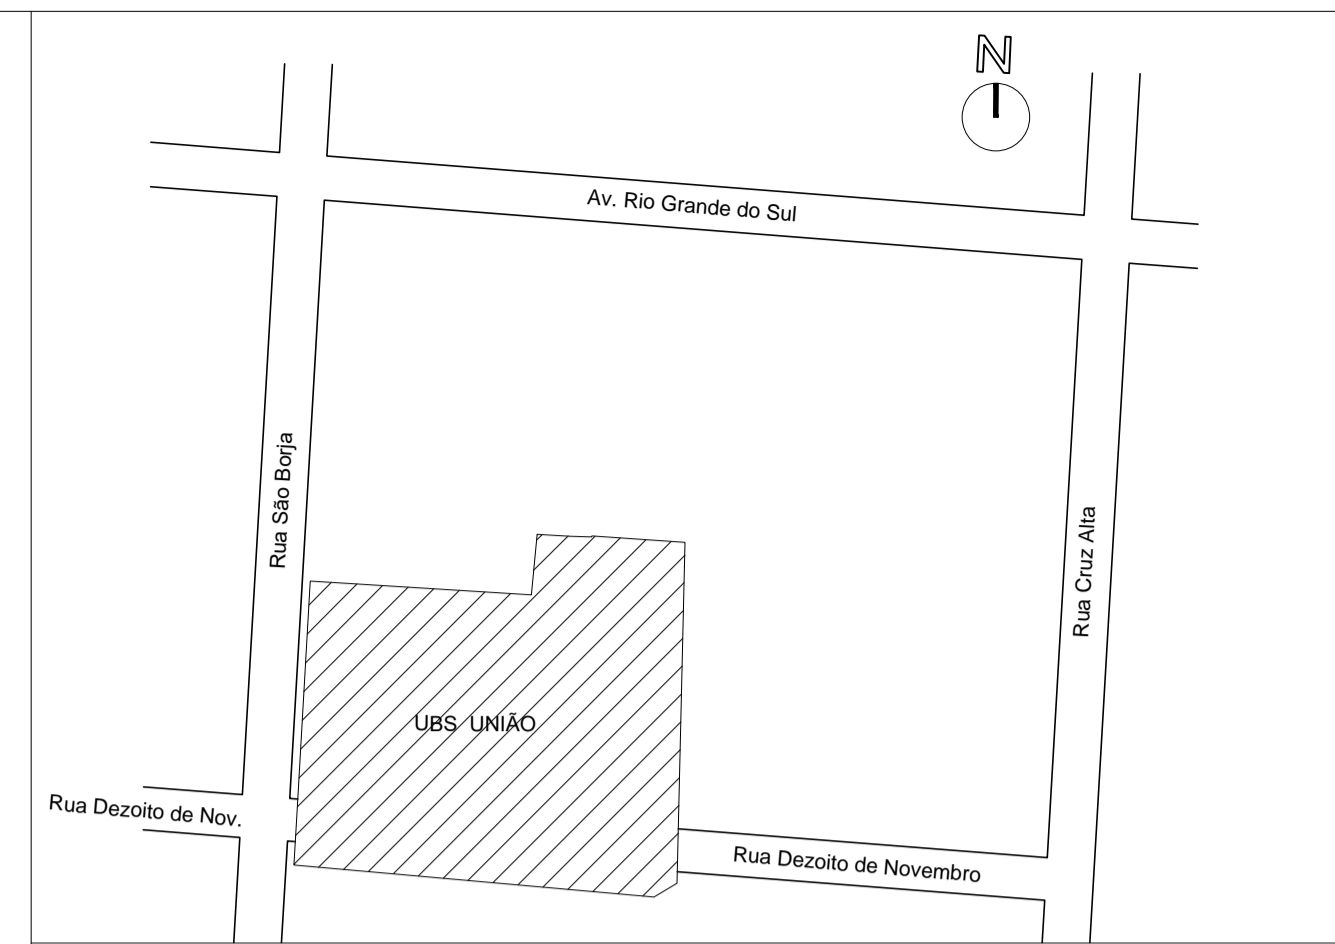 N
Av. Rio Grande do Sul
Rua São Borja
Rua Cruz Alta
UBS UNIÃO
Rua Dezoito de Nov.
Rua Dezoito de Novembro